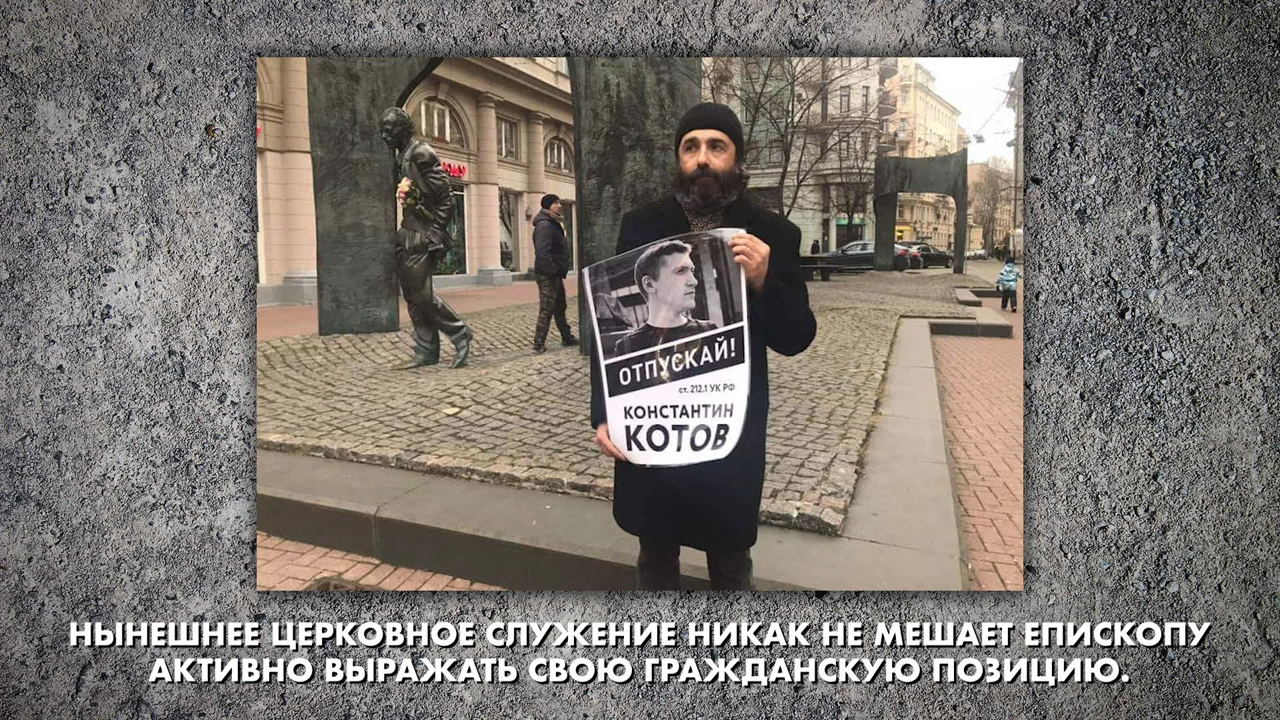 ОМУ
ОТПУСКАЙ!
ст. 212.1 УК РФ
КОНСТАНТИН
КОТОВ
НЫНЕШНЕЕ ЦЕРКОВНОЕ СЛУЖЕНИЕ НИКАК НЕ МЕШАЕТ ЕПИСКОПУ
АКТИВНО ВЫРАЖАТЬ СВОЮ ГРАЖДАНСКУЮ ПОЗИЦИЮ.